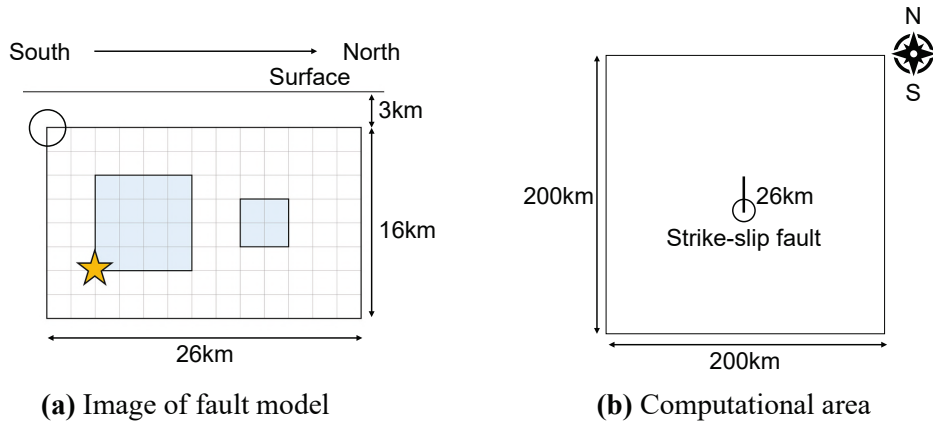 South
North
Surface
3km
16km
26km
(a) Image of fault model
N
S
200km
26km
Strike-slip fault
200km
(b) Computational area